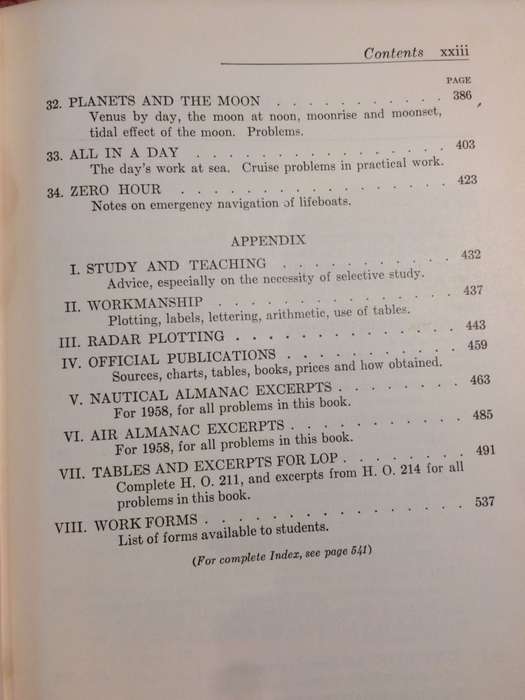 Contents xxiii
PAGE
32. PLANETS AND THE MOON . . . . . . . . . . . 386
Venus by day, the moon at noon, moonrise and moonset,
tidal effect of the moon. Problems.
33. ALL IN A DAY . . . . . . . . . . . . . . . 403
The day's work at sea. Cruise problems in practical work.
34. ZERO HOUR . . . . . . . . . . . . . . . . 423
Notes on emergency navigation of lifeboats.
APPENDIX
I. STUDY AND TEACHING . . . . . . . . . . . 432
Advice, especially on the necessity of selective study.
II. WORKMANSHIP . . . . . . . . . . . . . . . 437
Plotting, labels, lettering, arithmetic, use of tables.
III. RADAR PLOTTING . . . . . . . . . . . . . 443
IV. OFFICIAL PUBLICATIONS . . . . . . . . . . 459
Sources, charts, tables, books, prices and how obtained.
V. NAUTICAL ALMANAC EXCERPTS . . . . . . . 463
For 1958, for all problems in this book.
VI. AIR ALMANAC EXCERPTS . . . . . . . . . . 485
For 1958, for all problems in this book.
VII. TABLES AND EXCERPTS FOR LOP . . . . . . . 491
Complete H. O. 211, and excerpts from H. O. 214 for all
problems in this book.
VIII. WORK FORMS . . . . . . . . . . . . . . . 537
List of forms available to students.
(For complete Index, see page 541)